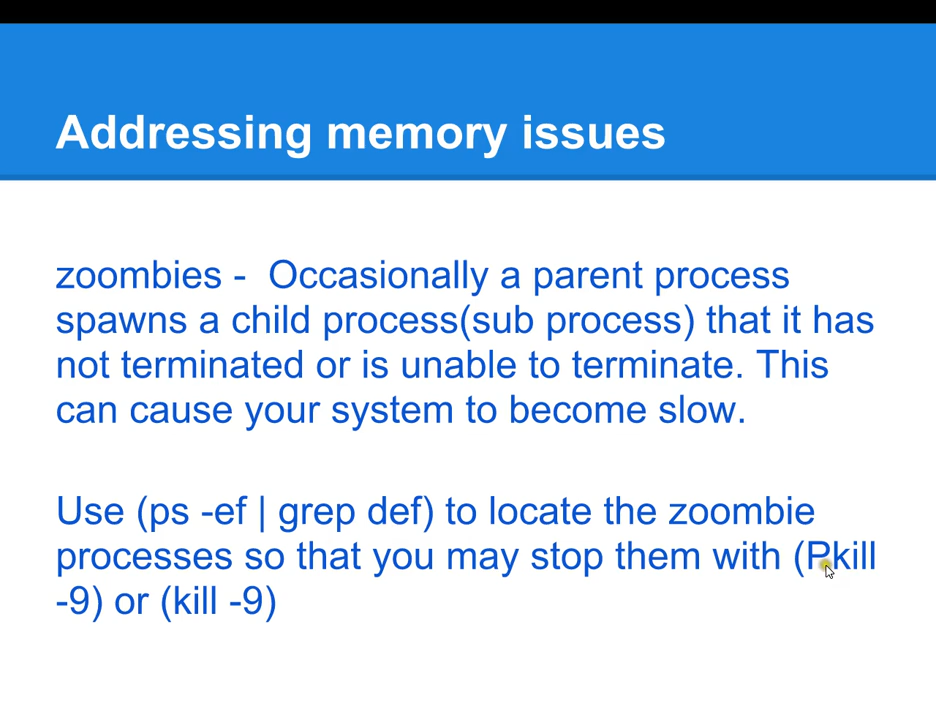 Addressing memory issues
zoombies -  Occasionally a parent process
spawns a child process(sub process) that it has
not terminated or is unable to terminate. This
can cause your system to become slow.
Use (ps -ef | grep def) to locate the zoombie
processes so that you may stop them with (Pkill
-9) or (kill -9)